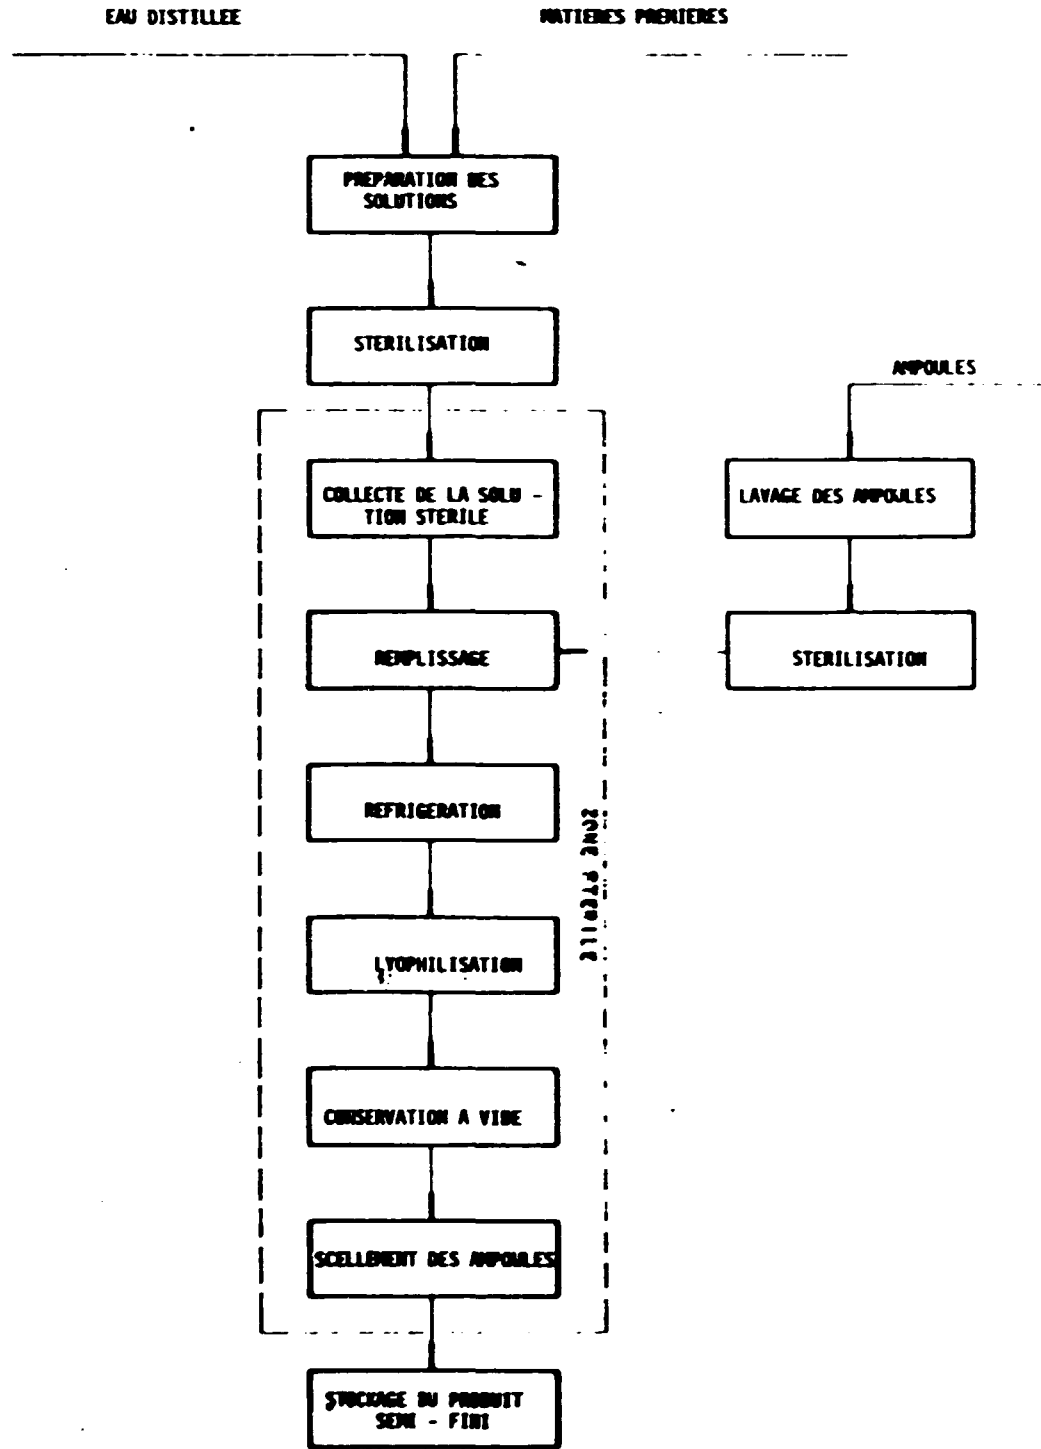 EAU DISTILLEE
MATIERES PREMIERES
PREPARATION DES
SOLUTIONS
STERILISATION
AMPOULES
COLLECTE DE LA SOLU -
TION STERILE
LAVAGE DES AMPOULES
REMPLISSAGE
STERILISATION
REFRIGERATION
ZONE STERILE
LYOPHILISATION
CONSERVATION A VIDE
SCELLEMENT DES AMPOULES
STOCKAGE DU PRODUIT
SEMI - FINI